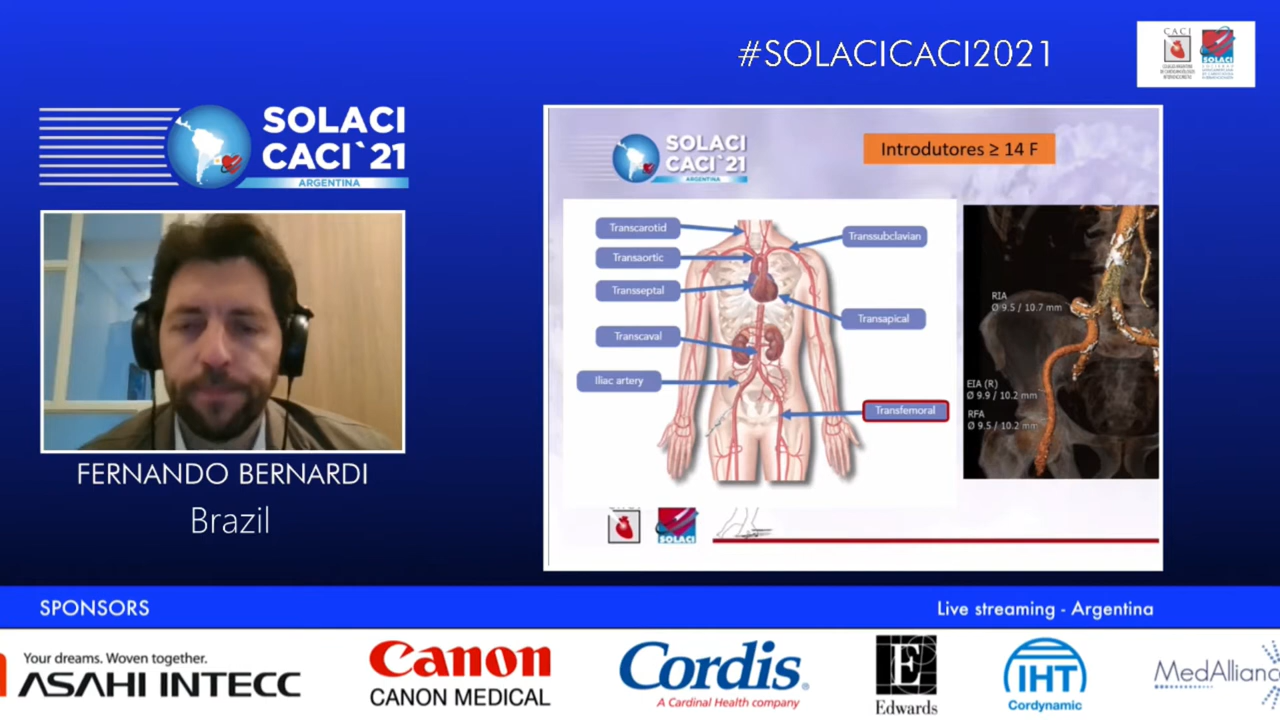 #SOLACICACI2021
CACI
SOLACI
SOLACI
CACI`21
ARGENTINA
FERNANDO BERNARDI
Brazil
SOLACI
CACI`21
ARGENTINA
Introdutores ≥ 14 F
Transcarotid
Transaortic
Transseptal
Transcaval
Iliac artery
Transsubclavian
Transapical
Transfemoral
RIA
Ø 9.5 / 10.7 mm
EIA (R)
Ø 9.9 / 10.2 mm
RFA
Ø 9.5 / 10.2 mm
SOLACI
SPONSORS
Live streaming - Argentina
Your dreams. Woven together.
ASAHI INTECC
Canon
CANON MEDICAL
Cordis®
A Cardinal Health company
E
Edwards
IHT
Cordynamic
MedAllianc